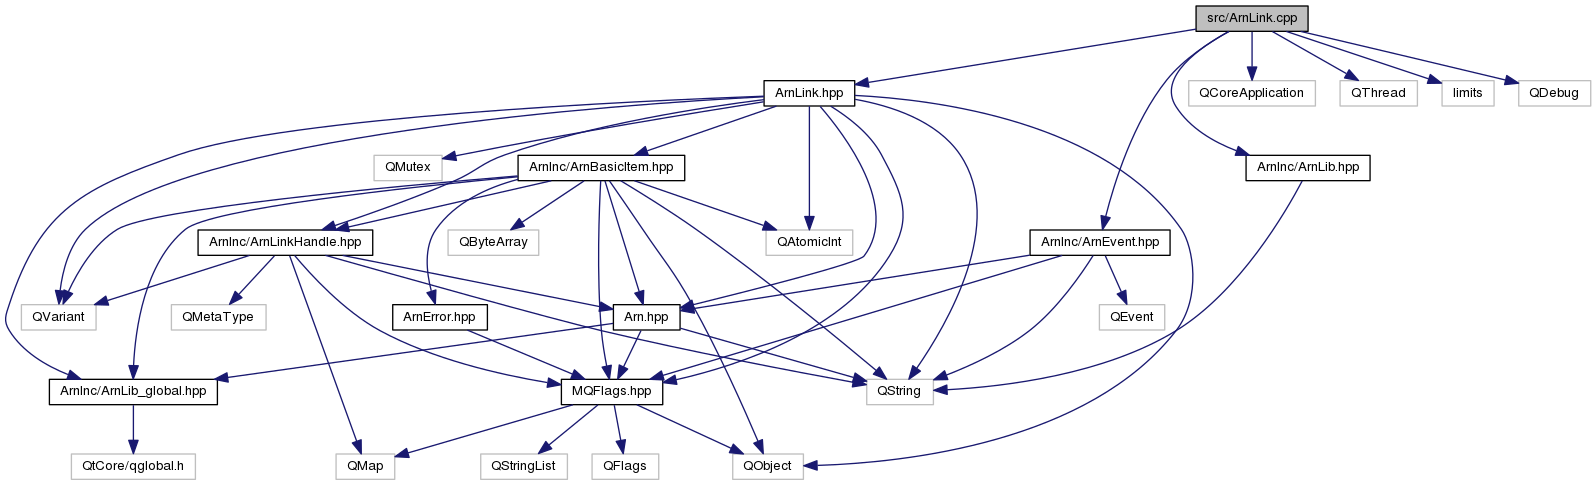 src/ArnLink.cpp
ArnLink.hpp
QCoreApplication
QThread
limits
QDebug
QMutex
ArnInc/ArnBasicItem.hpp
ArnInc/ArnLib.hpp
ArnInc/ArnLinkHandle.hpp
QByteArray
QAtomicInt
ArnInc/ArnEvent.hpp
QVariant
QMetaType
ArnError.hpp
Arn.hpp
QEvent
ArnInc/ArnLib_global.hpp
MQFlags.hpp
QString
QtCore/qglobal.h
QMap
QStringList
QFlags
QObject